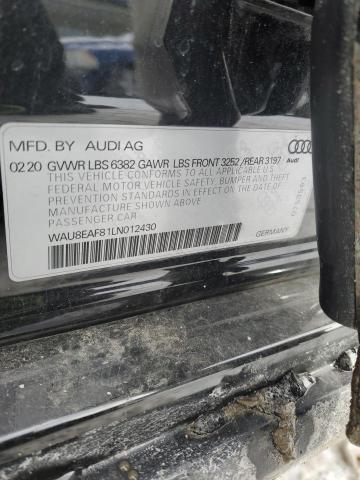 MFD. BY AUDI AG
02 20 GVWR LBS 6382 GAWR LBS FRONT 3252 /REAR 3197
THIS VEHICLE CONFORMS TO ALL APPLICABLE
FEDERAL MOTOR VEHICLE SAFETY, BUMPER AND THEFT
PREVENTION STANDARDS IN EFFECT ON THE
DATE OF MANUFACTURE SHOWN ABOVE
PASSENGER CAR
WAU8EAF81LN012430
GERMANY
Audi